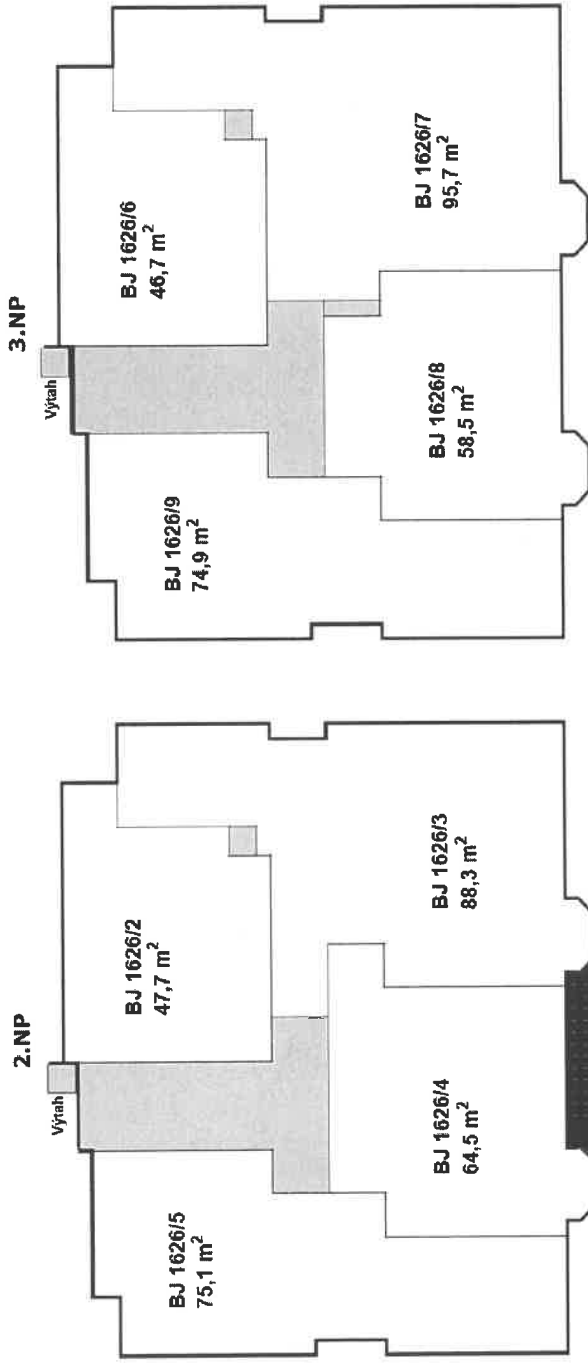 2.NP
Výtah
BJ 1626/5
75,1 m²
BJ 1626/2
47,7 m²
BJ 1626/4
64,5 m²
BJ 1626/3
88,3 m²
3.NP
Výtah
BJ 1626/9
74,9 m²
BJ 1626/6
46,7 m²
BJ 1626/8
58,5 m²
BJ 1626/7
95,7 m²